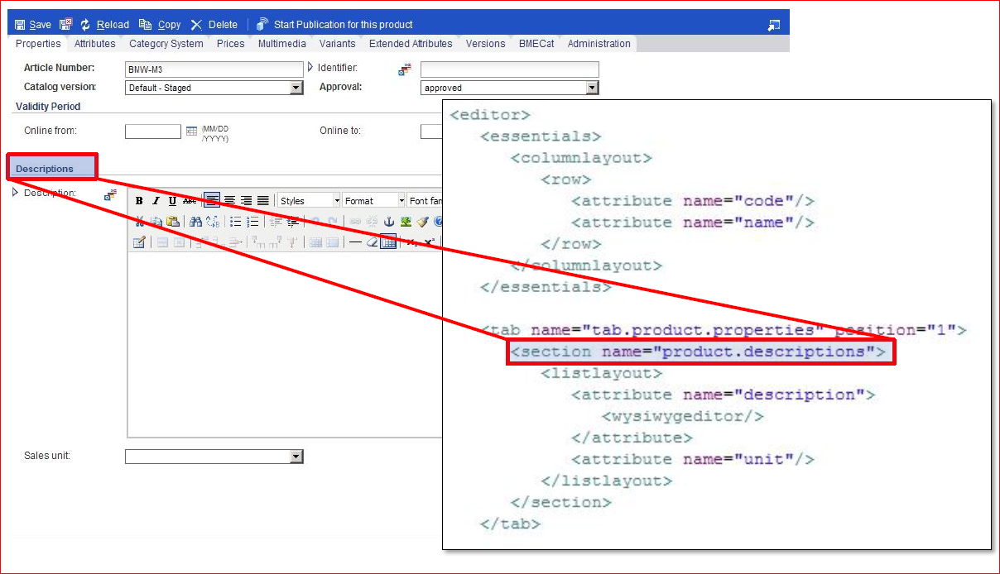 Save Reload Copy Delete Start Publication for this product
Properties Attributes Category System Prices Multimedia Variants Extended Attributes Versions BMECat Administration
Article Number: BMW-M3 Identifier:
Catalog version: Default - Staged Approval: approved
Validity Period
Online from: (MM/DD
/YYYY) Online to:
Descriptions
Description:
B I U ABC Styles Format Font fam
Sales unit:
<editor>
<essentials>
<columnlayout>
<row>
<attribute name="code"/>
<attribute name="name"/>
</row>
</columnlayout>
</essentials>
<tab name="tab.product.properties" position="1">
<section name="product.descriptions">
<listlayout>
<attribute name="description">
<wysiwygeditor/>
</attribute>
<attribute name="unit"/>
</listlayout>
</section>
</tab>